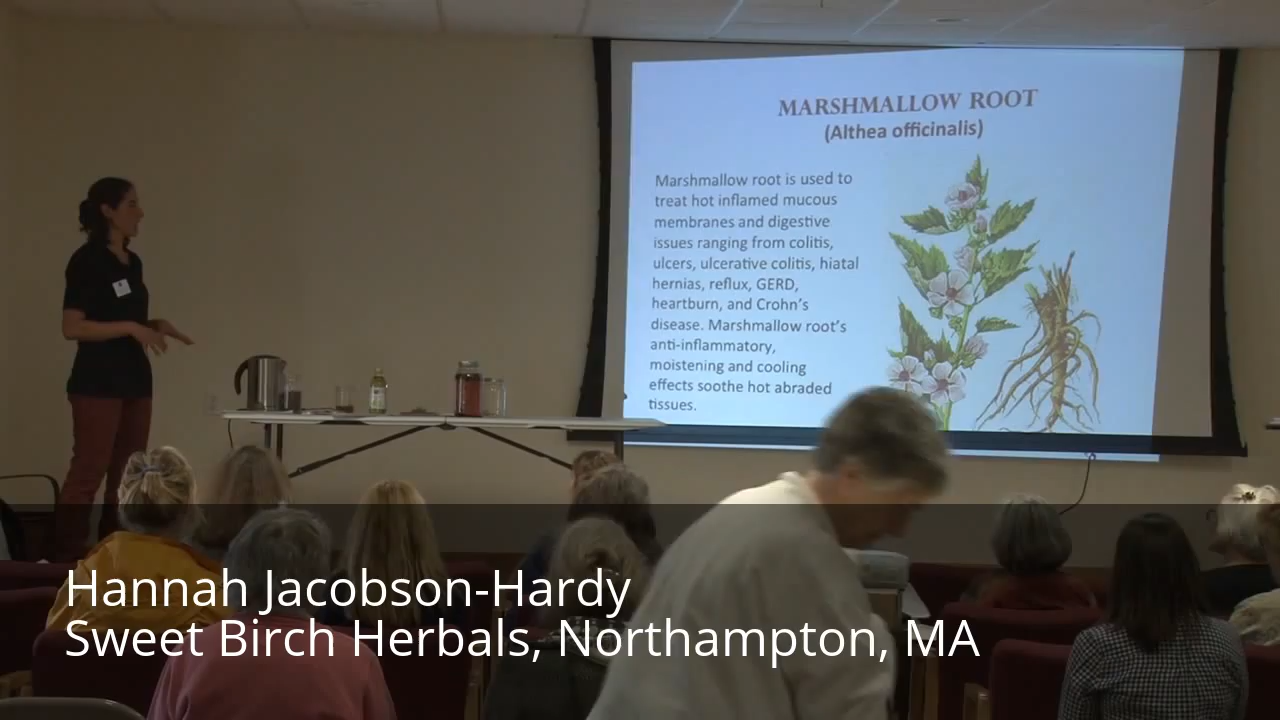 MARSHMALLOW ROOT
(Althea officinalis)
Marshmallow root is used to
treat hot inflamed mucous
membranes and digestive
issues ranging from colitis,
ulcers, ulcerative colitis, hiatal
hernias, reflux, GERD,
heartburn, and Crohn's
disease. Marshmallow root's
anti-inflammatory,
moistening and cooling
effects soothe hot abraded
tissues.
Hannah Jacobson-Hardy
Sweet Birch Herbals, Northampton, MA